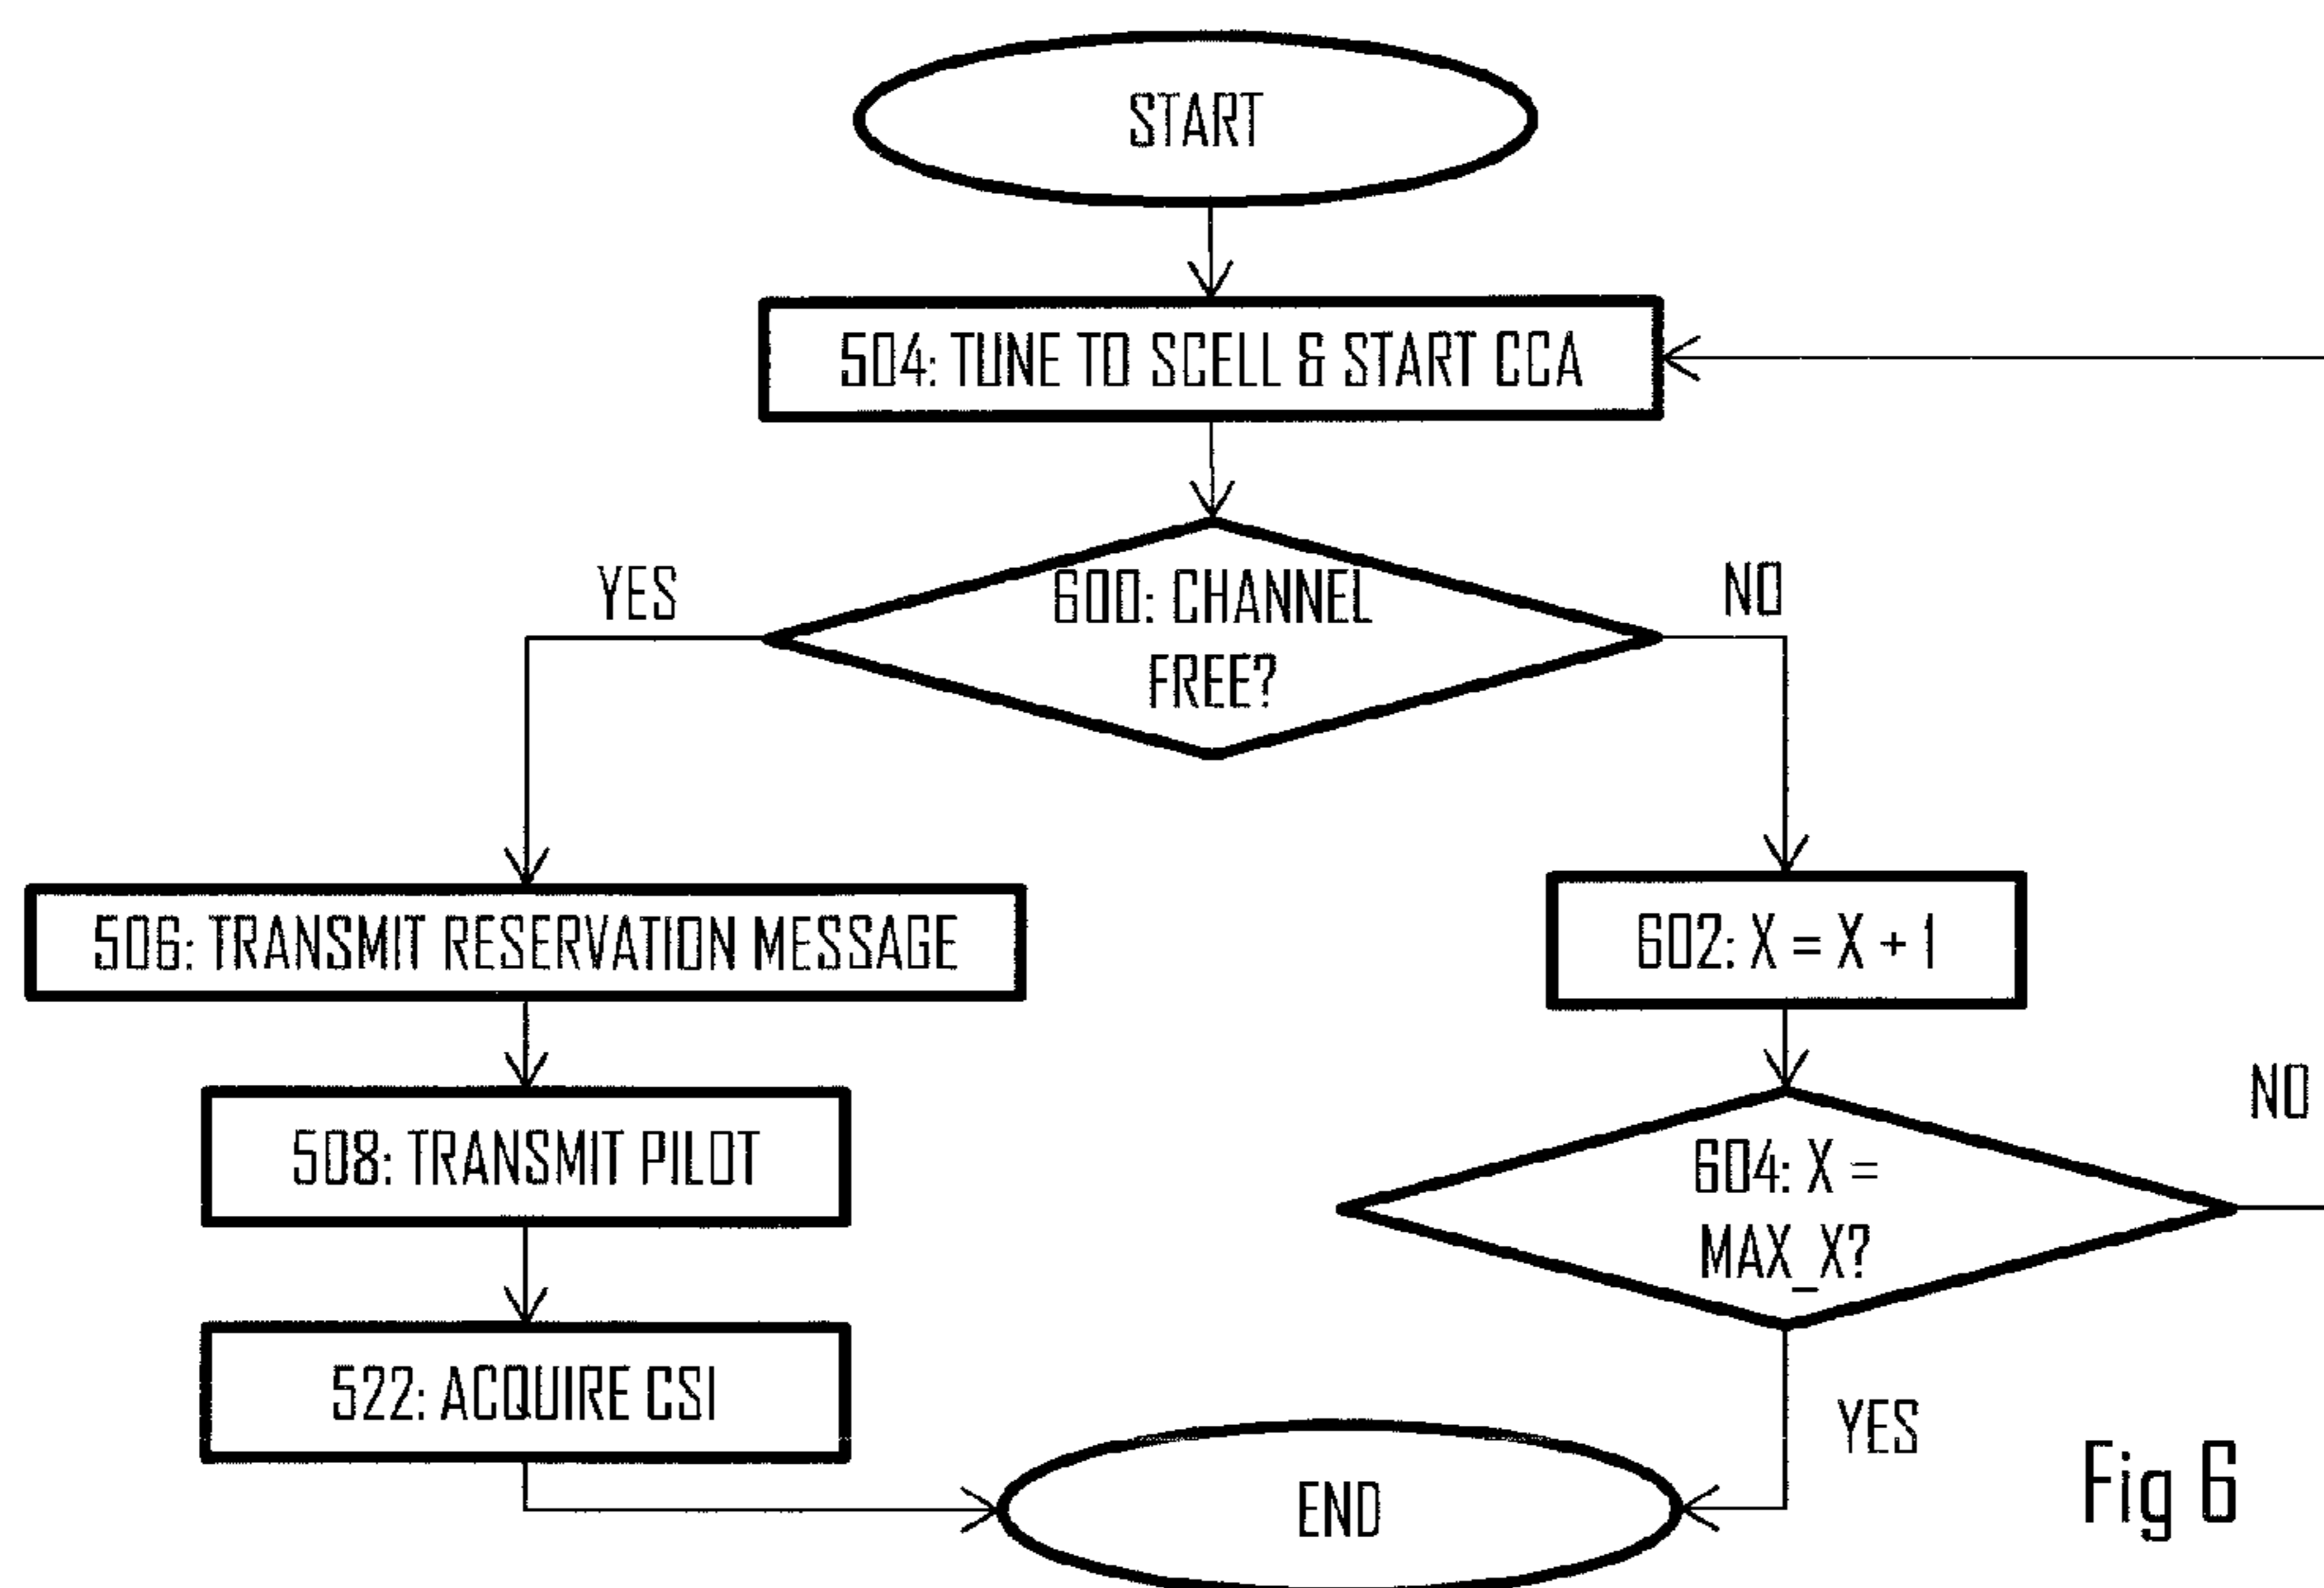 START
504: TUNE TO SCELL & START CCA
YES
600: CHANNEL
FREE?
NO
506: TRANSMIT RESERVATION MESSAGE
602: X = X + 1
508: TRANSMIT PILOT
604: X =
MAX_X?
NO
522: ACQUIRE CSI
YES
END
Fig 6